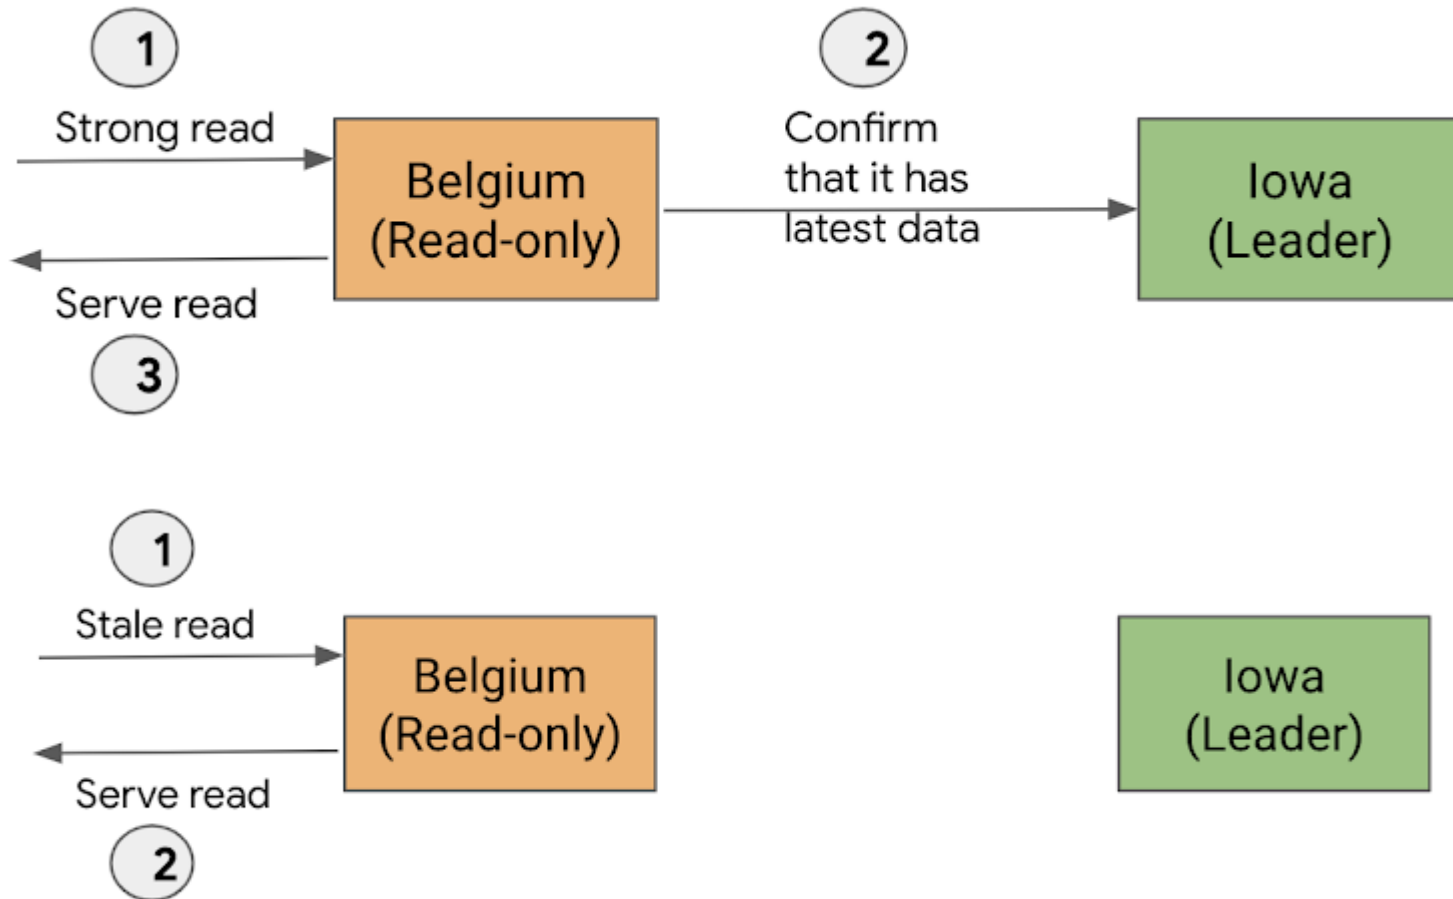 1
Strong read
Belgium
(Read-only)
Serve read
3
2
Confirm
that it has
latest data
Iowa
(Leader)
1
Stale read
Belgium
(Read-only)
Serve read
2
Iowa
(Leader)